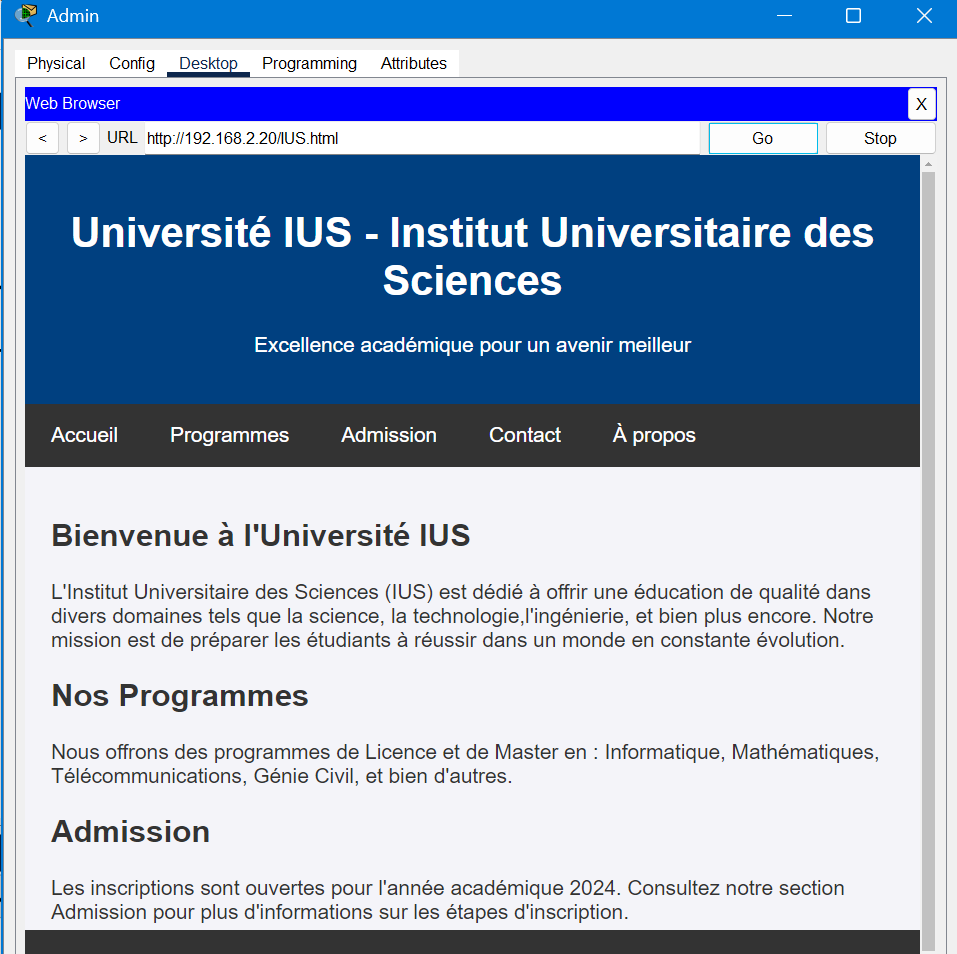 Admin
Physical Config Desktop Programming Attributes
Web Browser X
< > URL http://192.168.2.20/IUS.html Go Stop
Université IUS - Institut Universitaire des
Sciences
Excellence académique pour un avenir meilleur
Accueil Programmes Admission Contact À propos
Bienvenue à l'Université IUS
L'Institut Universitaire des Sciences (IUS) est dédié à offrir une éducation de qualité dans
divers domaines tels que la science, la technologie,l'ingénierie, et bien plus encore. Notre
mission est de préparer les étudiants à réussir dans un monde en constante évolution.
Nos Programmes
Nous offrons des programmes de Licence et de Master en : Informatique, Mathématiques,
Télécommunications, Génie Civil, et bien d'autres.
Admission
Les inscriptions sont ouvertes pour l'année académique 2024. Consultez notre section
Admission pour plus d'informations sur les étapes d'inscription.